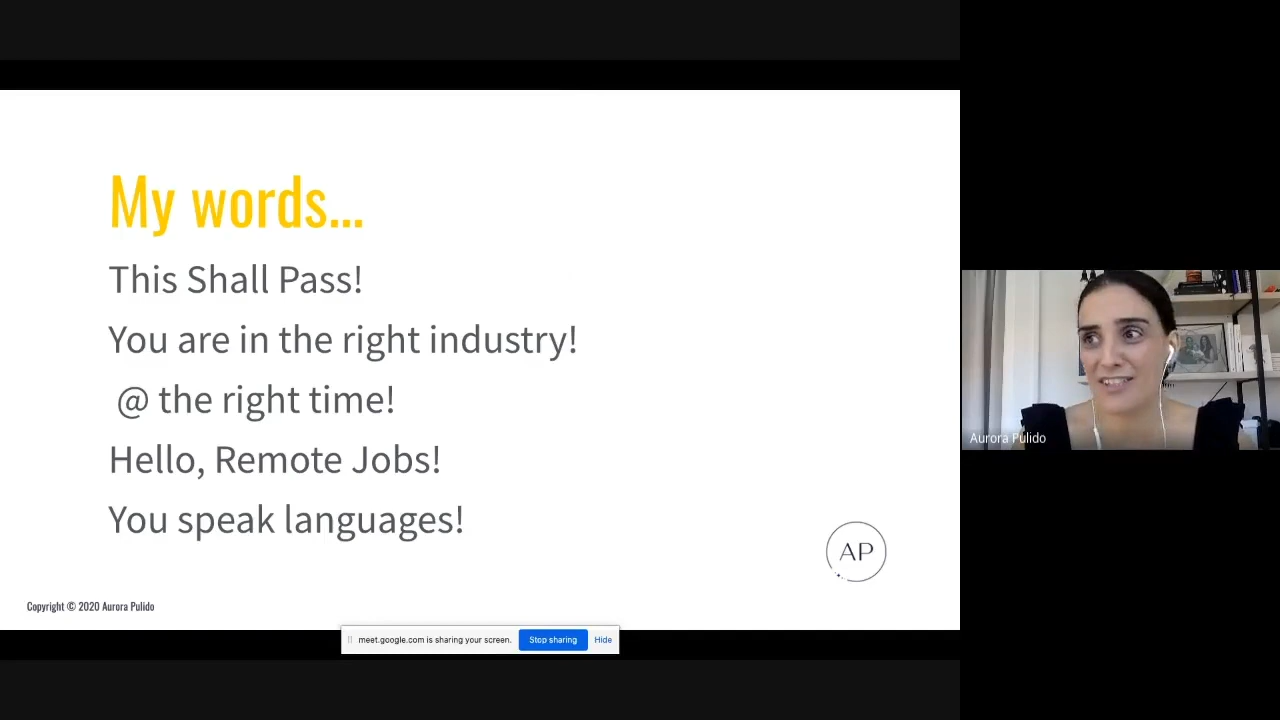 My words...
This Shall Pass!
You are in the right industry!
@ the right time!
Hello, Remote Jobs!
You speak languages!
AP
Copyright © 2020 Aurora Pulido
meet.google.com is sharing your screen.
Stop sharing
Hide
Aurora Pulido